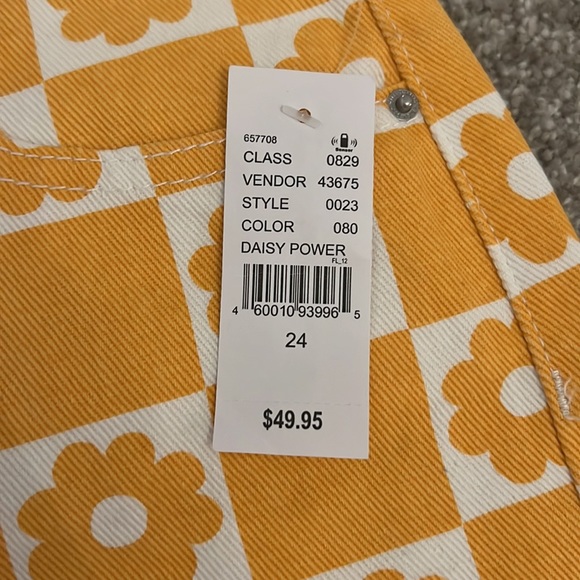 657708
Sensor
CLASS 0829
VENDOR 43675
STYLE 0023
COLOR 080
DAISY POWER
FL_12
4 60010 93996 5
24
$49.95